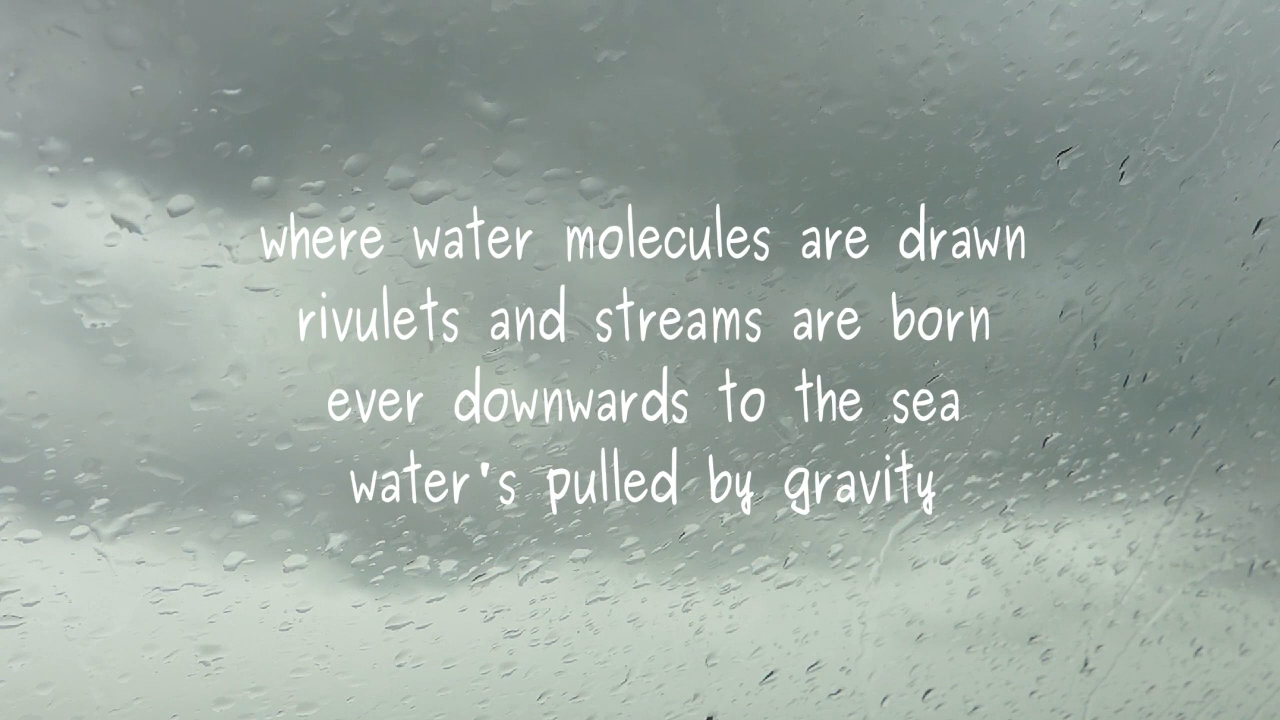 where water molecules are drawn
rivulets and streams are born
ever downwards to the sea
water's pulled by gravity